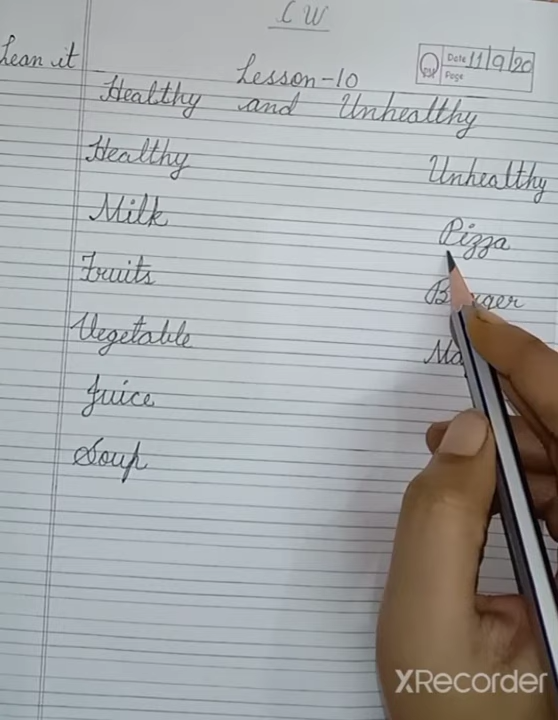 C W
Lean it
Date 11/9/20
Page
Lesson-10
Healthy and Unhealthy
Healthy Unhealthy
Milk Pizza
Fruits
Vegetable
Juice
Soup
XRecorder